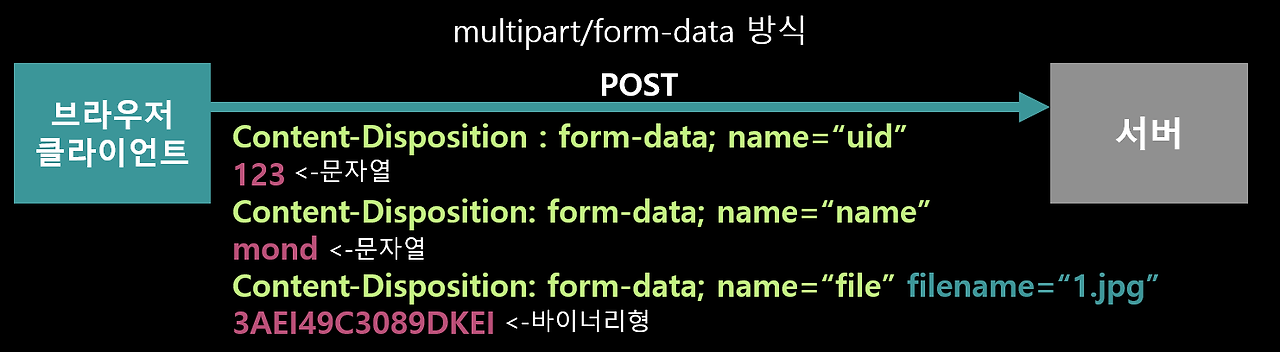 multipart/form-data 방식
브라우저
클라이언트
POST
서버
Content-Disposition : form-data; name=“uid”
123 <-문자열
Content-Disposition: form-data; name=“name”
mond <-문자열
Content-Disposition: form-data; name=“file” filename=“1.jpg”
3AEI49C3089DKEI <-바이너리형